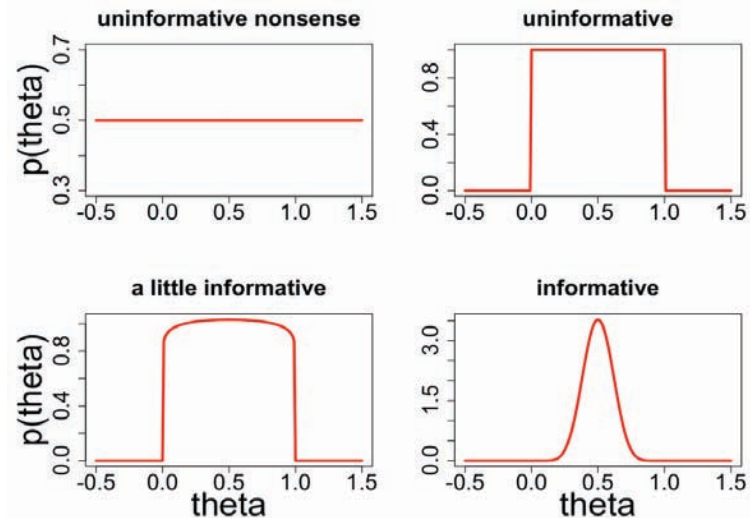 uninformative nonsense
uninformative
p(theta)
0.7
0.5
0.3
-0.5 0.0 0.5 1.0 1.5
0.8
0.4
0.0
-0.5 0.0 0.5 1.0 1.5
a little informative
informative
p(theta)
0.8
0.4
0.0
-0.5 0.0 0.5 1.0 1.5
theta
3.0
1.5
0.0
-0.5 0.0 0.5 1.0 1.5
theta